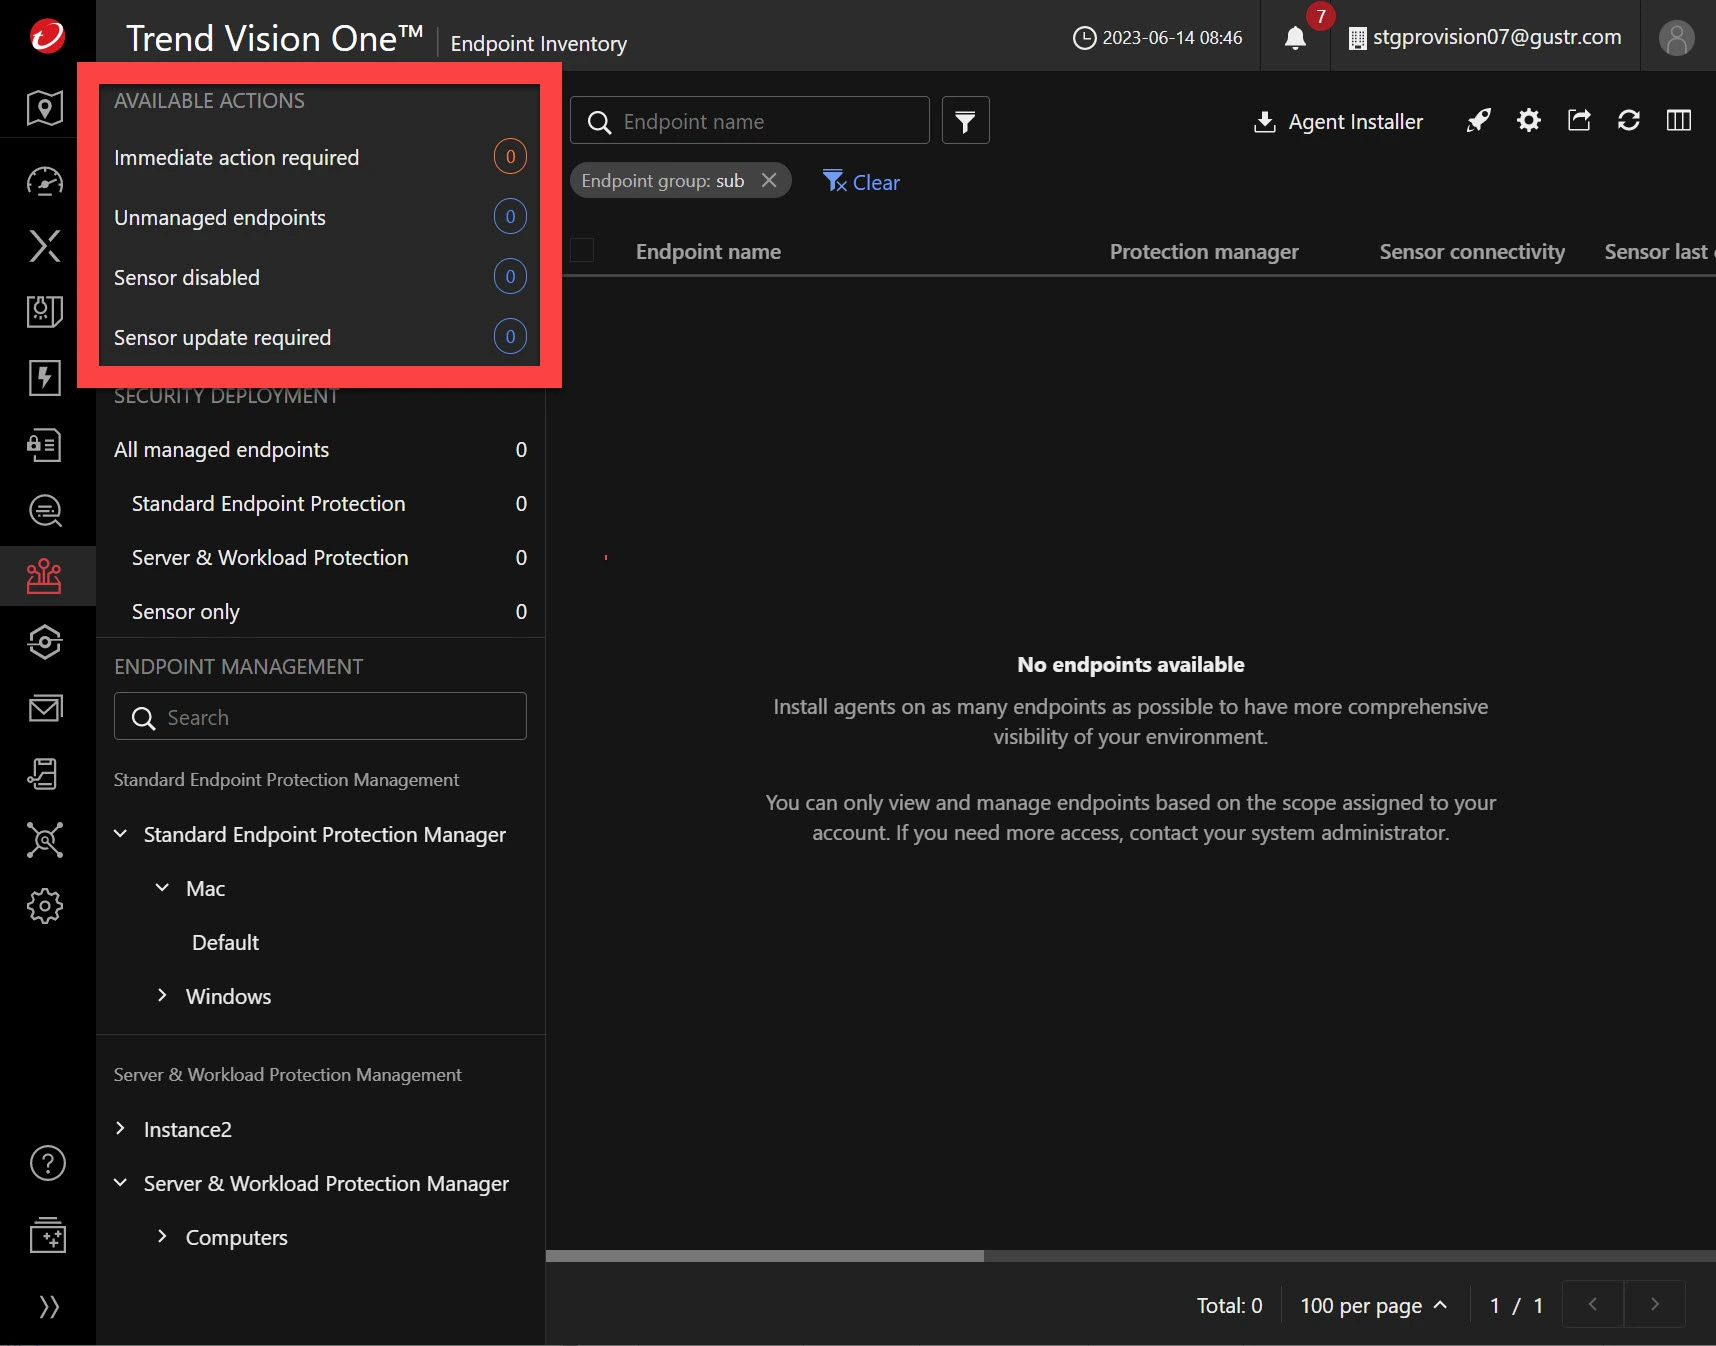 Trend Vision One™ | Endpoint Inventory
2023-06-14 08:46
7
stgprovision07@gustr.com
AVAILABLE ACTIONS
Immediate action required 0
Unmanaged endpoints 0
Sensor disabled 0
Sensor update required 0
SECURITY DEPLOYMENT
All managed endpoints 0
Standard Endpoint Protection 0
Server & Workload Protection 0
Sensor only 0
ENDPOINT MANAGEMENT
Search
Standard Endpoint Protection Management
Standard Endpoint Protection Manager
Mac
Default
Windows
Server & Workload Protection Management
Instance2
Server & Workload Protection Manager
Computers
Endpoint name
Agent Installer
Endpoint group: sub
Clear
Endpoint name Protection manager Sensor connectivity Sensor last
No endpoints available
Install agents on as many endpoints as possible to have more comprehensive
visibility of your environment.
You can only view and manage endpoints based on the scope assigned to your
account. If you need more access, contact your system administrator.
Total: 0 100 per page 1 / 1